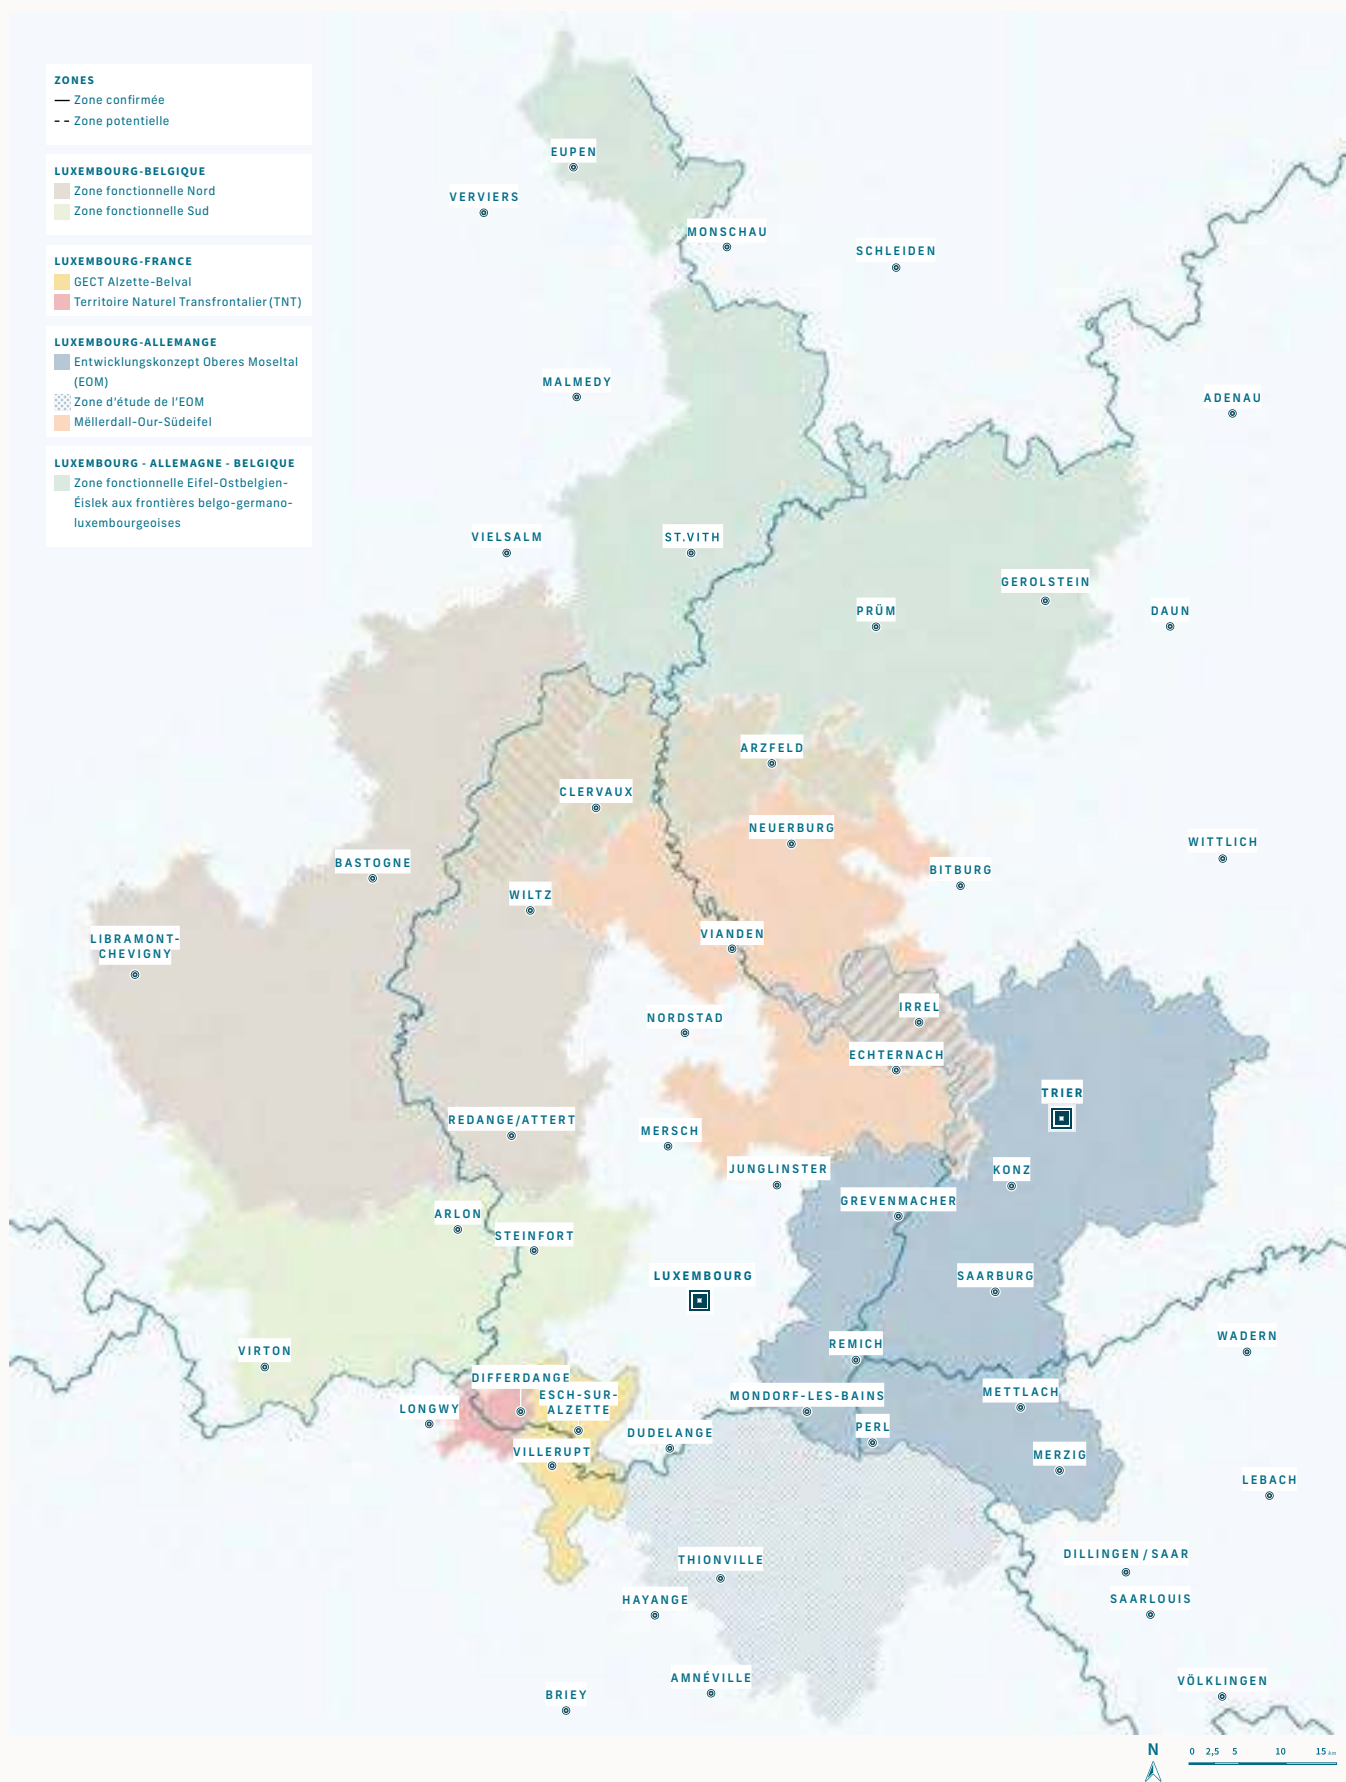 ZONES
Zone confirmée
Zone potentielle
LUXEMBOURG-BELGIQUE
Zone fonctionnelle Nord
Zone fonctionnelle Sud
LUXEMBOURG-FRANCE
GECT Alzette-Belval
Territoire Naturel Transfrontalier (TNT)
LUXEMBOURG-ALLEMANGE
Entwicklungskonzept Oberes Moseltal
(EOM)
Zone d'étude de l'EOM
Mëllerdall-Our-Südeifel
LUXEMBOURG - ALLEMAGNE - BELGIQUE
Zone fonctionnelle Eifel-Ostbelgien-
Éislek aux frontières belgo-germano-
luxembourgeoises
EUPEN
VERVIERS
MONSCHAU
SCHLEIDEN
MALMEDY
ADENAU
VIELSALM
ST.VITH
GEROLSTEIN
PRÜM
DAUN
ARZFELD
CLERVAUX
NEUERBURG
WITTLICH
BASTOGNE
BITBURG
WILTZ
VIANDEN
LIBRAMONT-
CHEVIGNY
IRREL
NORDSTAD
ECHTERNACH
TRIER
REDANGE/ATTERT
MERSCH
JUNGLINSTER
KONZ
GREVENMACHER
ARLON
STEINFORT
LUXEMBOURG
SAARBURG
WADERN
REMICH
VIRTON
DIFFERDANGE
METTLACH
ESCH-SUR-
ALZETTE
MONDORF-LES-BAINS
LONGWY
PERL
DUDELANGE
VILLERUPT
MERZIG
LEBACH
DILLINGEN / SAAR
THIONVILLE
HAYANGE
SAARLOUIS
AMNÉVILLE
VÖLKLINGEN
BRIEY
N
0 2,5 5 10 15 km